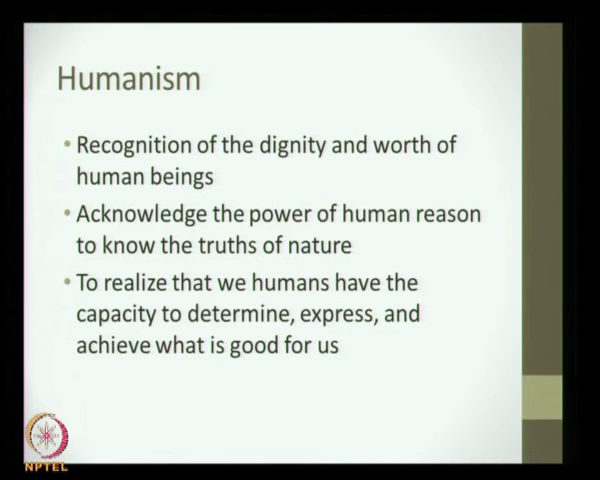 Humanism
• Recognition of the dignity and worth of
human beings
• Acknowledge the power of human reason
to know the truths of nature
• To realize that we humans have the
capacity to determine, express, and
achieve what is good for us
NPTEL